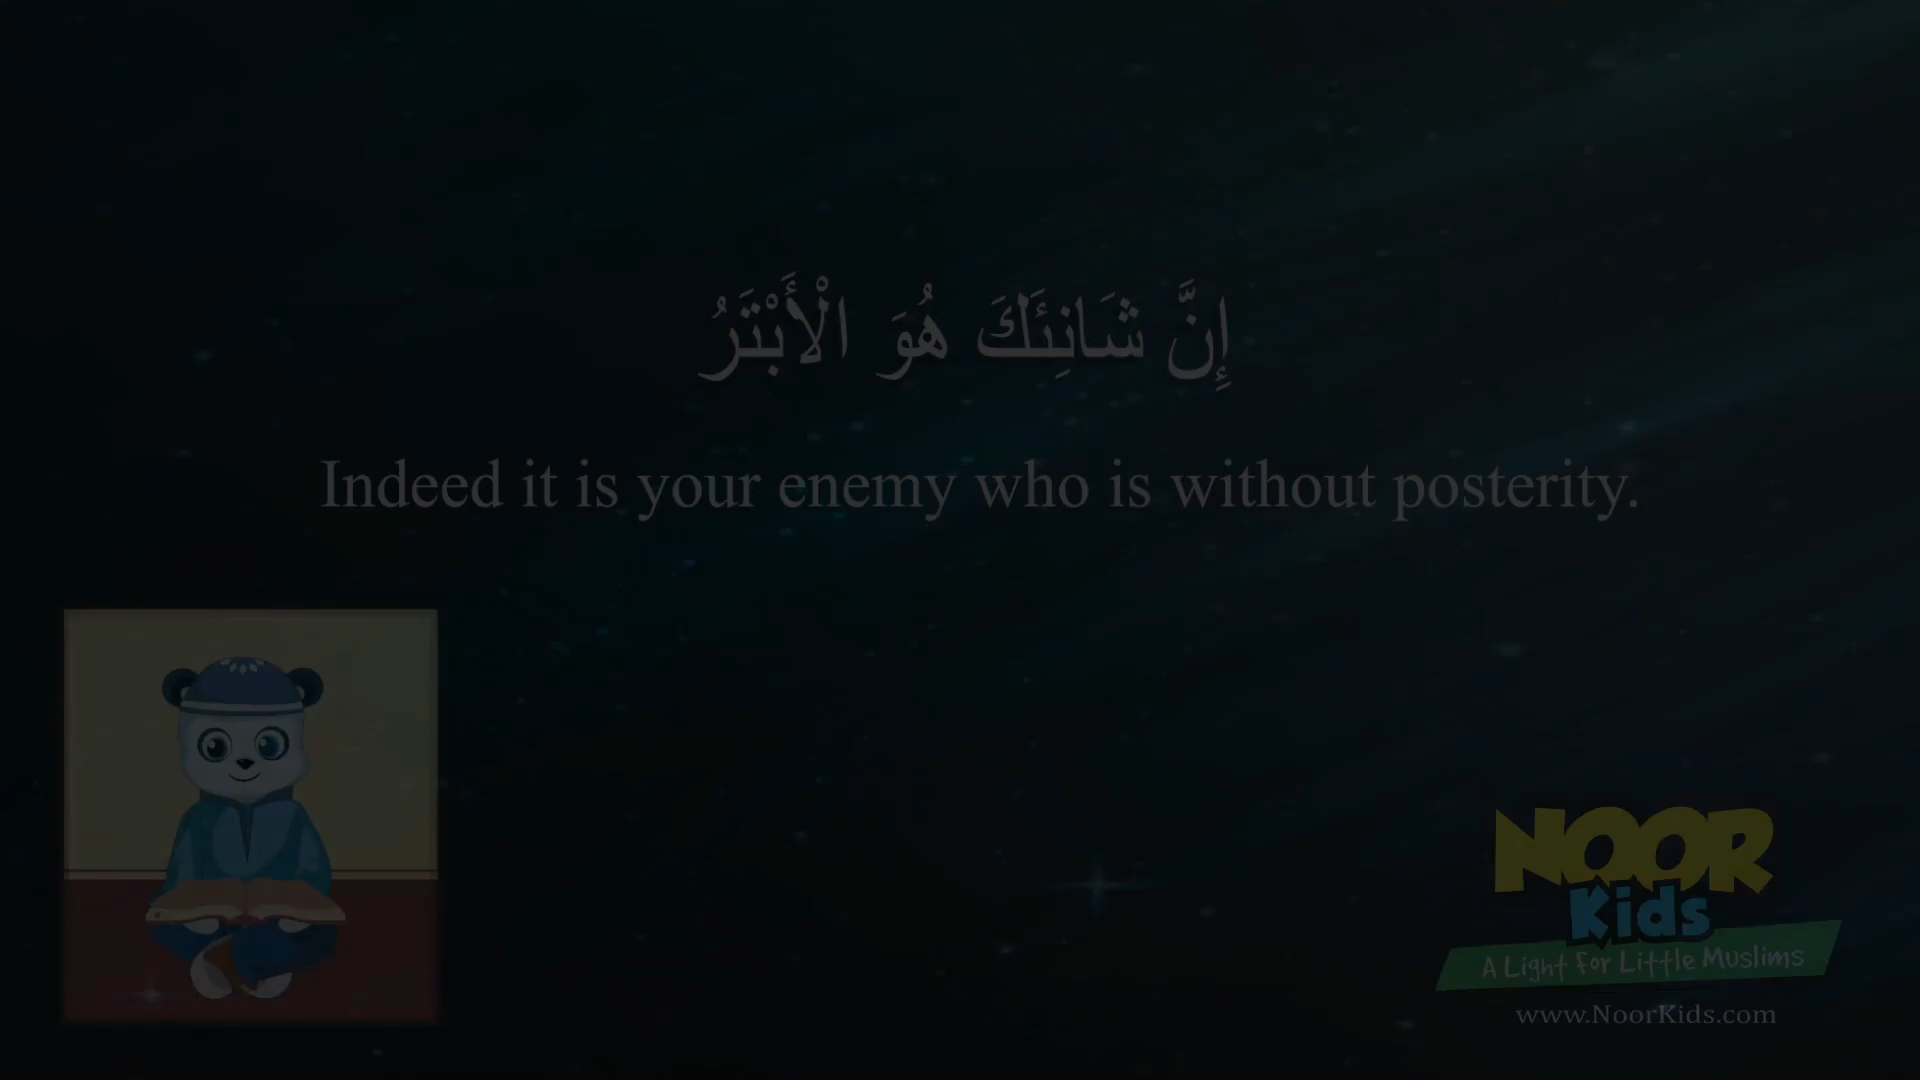 إِنَّ شَانِئَكَ هُوَ الْأَبْتَرُ
Indeed it is your enemy who is without posterity.
NOOR
Kids
A Light for Little Muslims
www.NoorKids.com